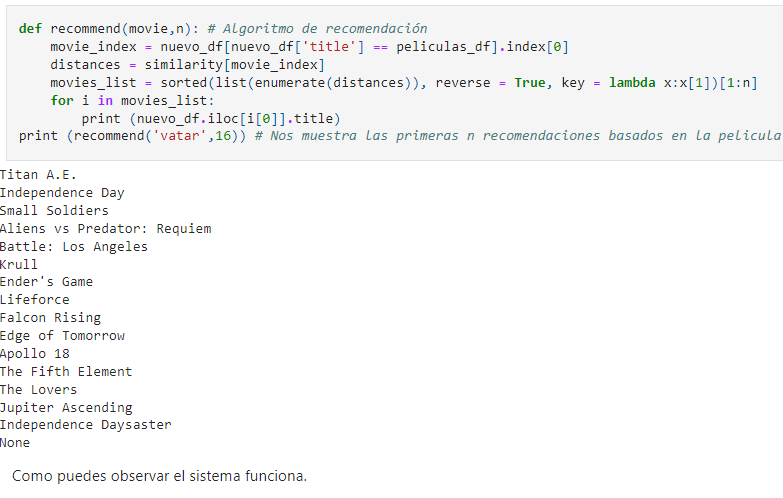 def recommend(movie,n): # Algoritmo de recomendación
    movie_index = nuevo_df[nuevo_df['title'] == peliculas_df].index[0]
    distances = similarity[movie_index]
    movies_list = sorted(list(enumerate(distances)), reverse = True, key = lambda x:x[1])[1:n]
    for i in movies_list:
        print (nuevo_df.iloc[i[0]].title)
print (recommend('vatar',16)) # Nos muestra las primeras n recomendaciones basados en la pelicula
Titan A.E.
Independence Day
Small Soldiers
Aliens vs Predator: Requiem
Battle: Los Angeles
Krull
Ender's Game
Lifeforce
Falcon Rising
Edge of Tomorrow
Apollo 18
The Fifth Element
The Lovers
Jupiter Ascending
Independence Daysaster
None
Como puedes observar el sistema funciona.